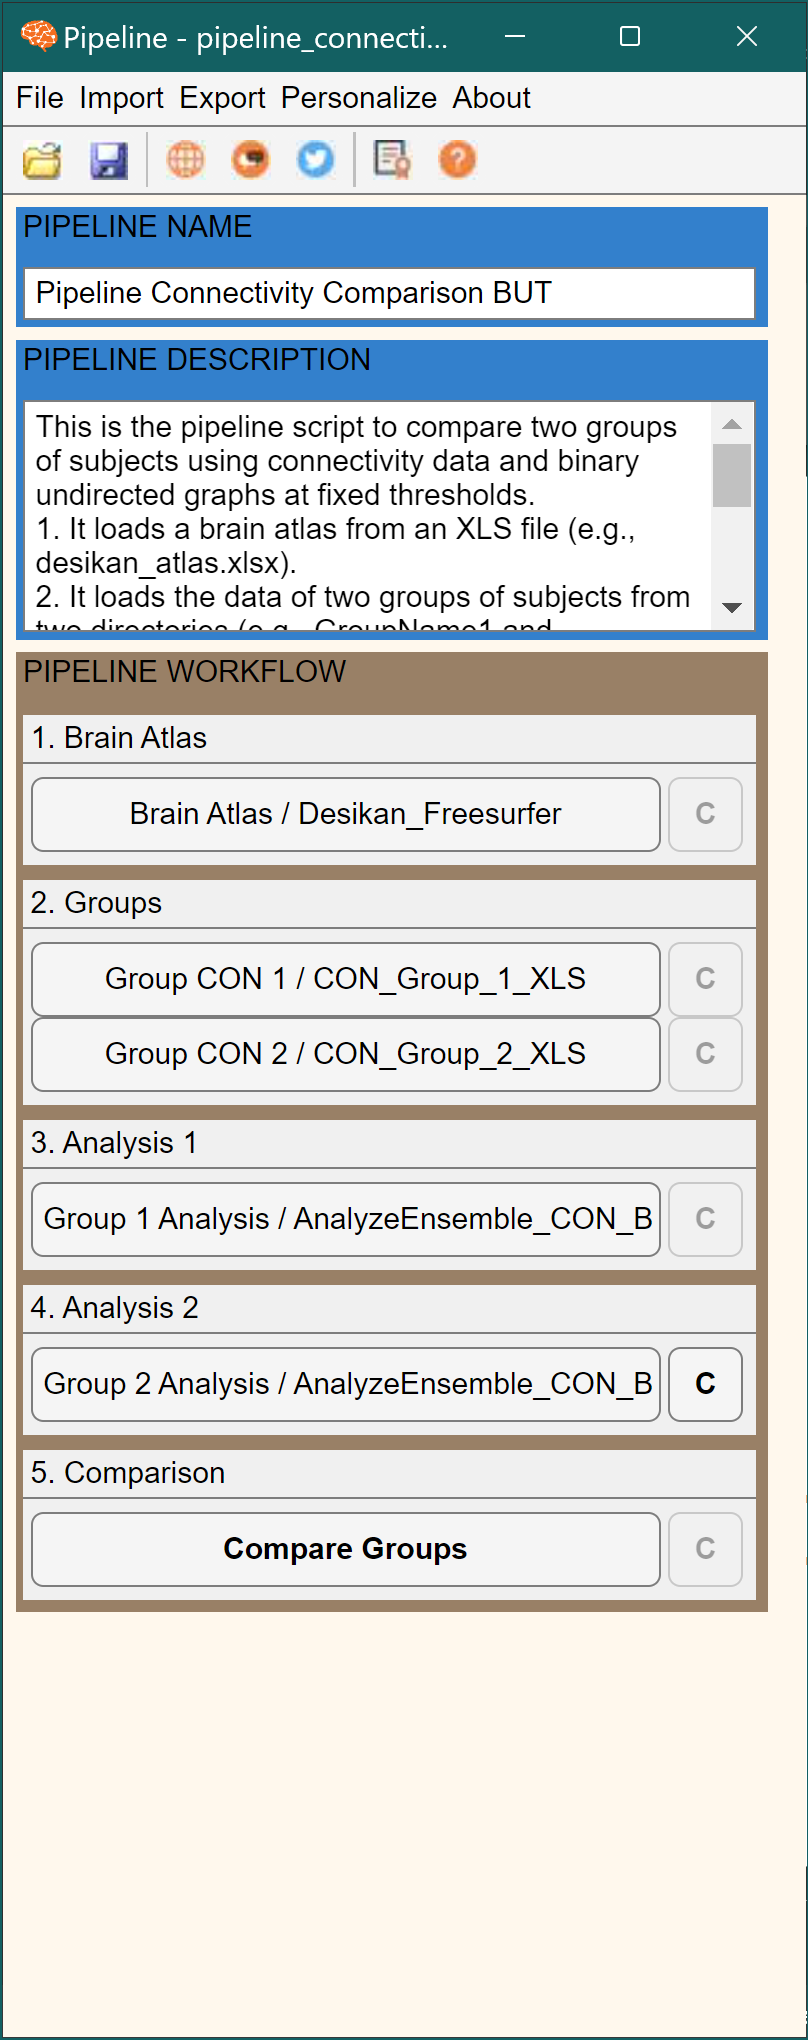 Pipeline - pipeline_connecti...
File Import Export Personalize About
PIPELINE NAME
Pipeline Connectivity Comparison BUT
PIPELINE DESCRIPTION
This is the pipeline script to compare two groups
of subjects using connectivity data and binary
undirected graphs at fixed thresholds.
1. It loads a brain atlas from an XLS file (e.g.,
desikan_atlas.xlsx).
2. It loads the data of two groups of subjects from
two directories (e.g., GroupName1 and
PIPELINE WORKFLOW
1. Brain Atlas
Brain Atlas / Desikan_Freesurfer C
2. Groups
Group CON 1 / CON_Group_1_XLS C
Group CON 2 / CON_Group_2_XLS C
3. Analysis 1
Group 1 Analysis / AnalyzeEnsemble_CON_B C
4. Analysis 2
Group 2 Analysis / AnalyzeEnsemble_CON_B C
5. Comparison
Compare Groups C